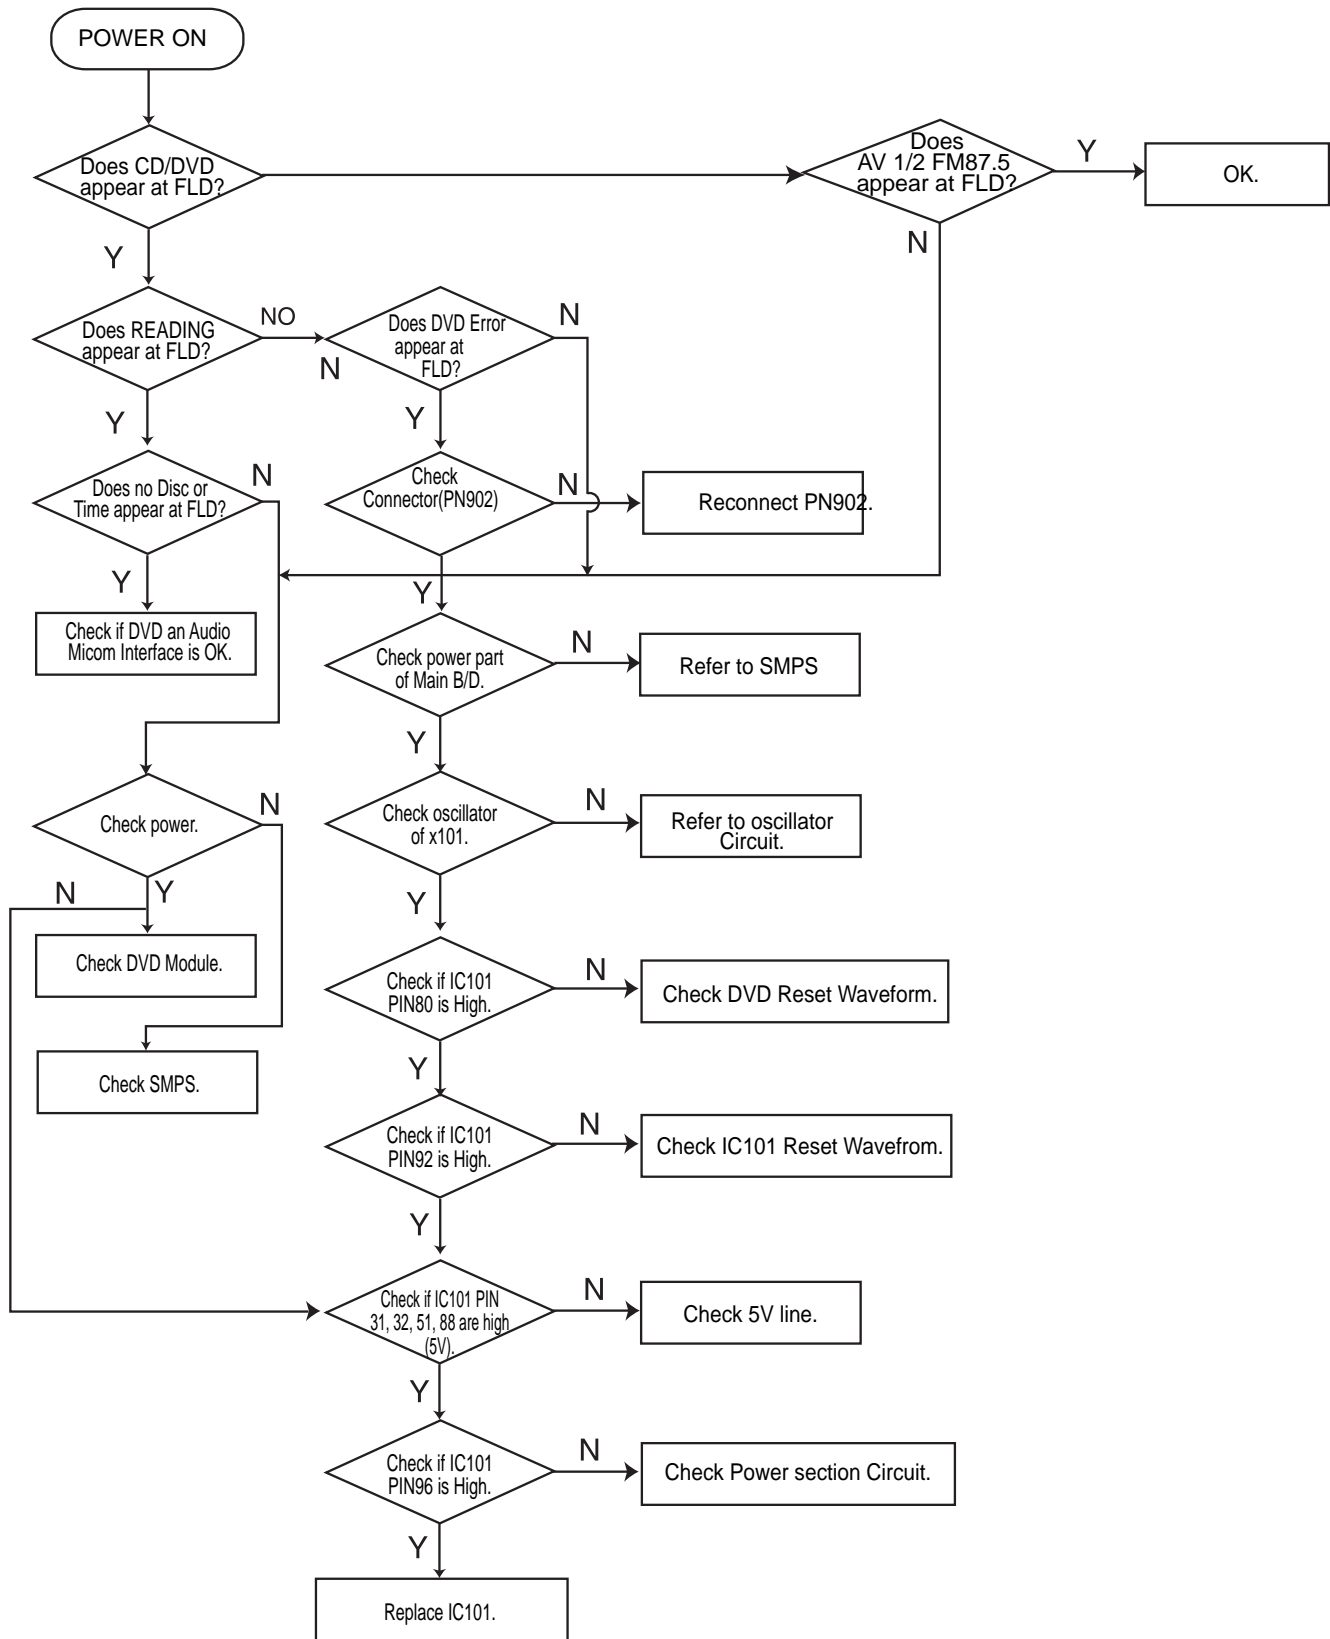 POWER ON
Does CD/DVD
appear at FLD?
Does
AV 1/2 FM87.5
appear at FLD?
Y
OK.
N
Y
Does READING
appear at FLD?
NO
N
Does DVD Error
appear at
FLD?
N
Y
Y
Does no Disc or
Time appear at FLD?
N
Check
Connector(PN902)
N
Reconnect PN902.
Y
Y
Check if DVD an Audio
Micom Interface is OK.
Check power part
of Main B/D.
N
Refer to SMPS
Y
Check power.
N
Check oscillator
of x101.
N
Refer to oscillator
Circuit.
N
Y
Y
Check DVD Module.
Check if IC101
PIN80 is High.
N
Check DVD Reset Waveform.
Y
Check SMPS.
Check if IC101
PIN92 is High.
N
Check IC101 Reset Wavefrom.
Y
Check if IC101 PIN
31, 32, 51, 88 are high
(5V).
N
Check 5V line.
Y
Check if IC101
PIN96 is High.
N
Check Power section Circuit.
Y
Replace IC101.